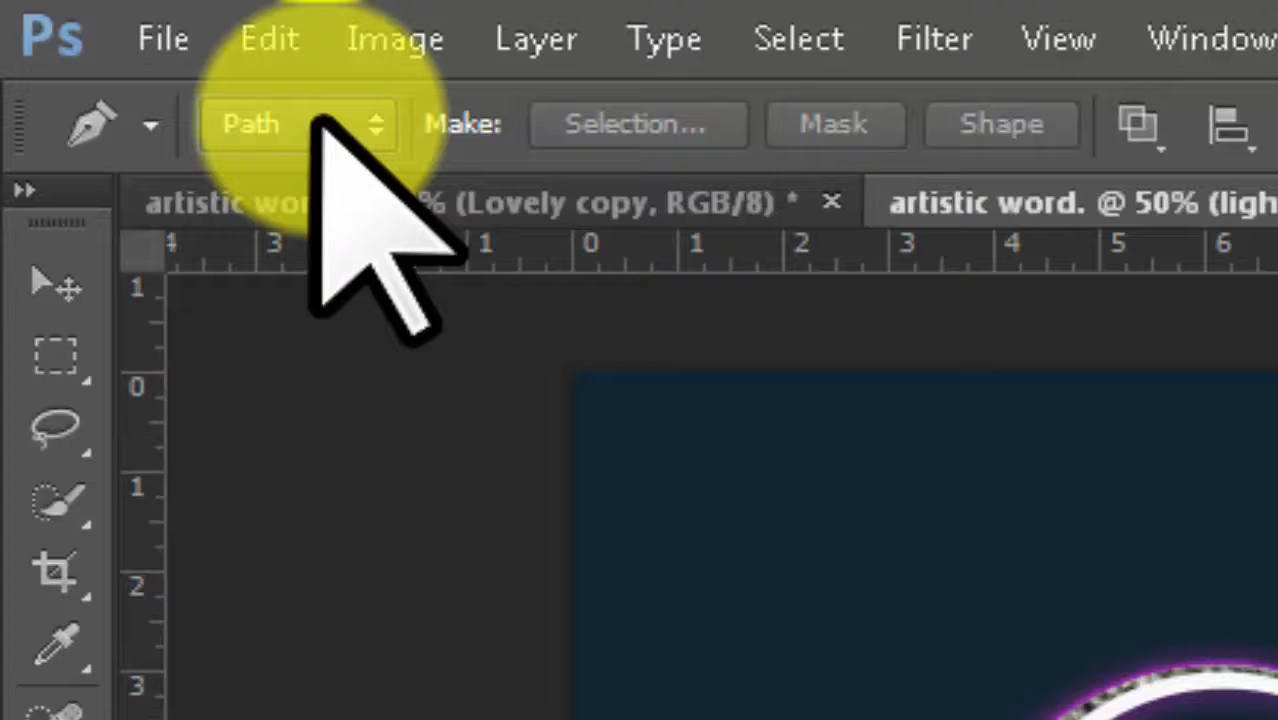 Ps File Edit Image Layer Type Select Filter View Window
Path Make: Selection... Mask Shape
artistic % (Lovely copy, RGB/8) * × artistic word. @ 50% (ligh
4 3 1 0 1 2 3 4 5 6
1
0
1
2
3